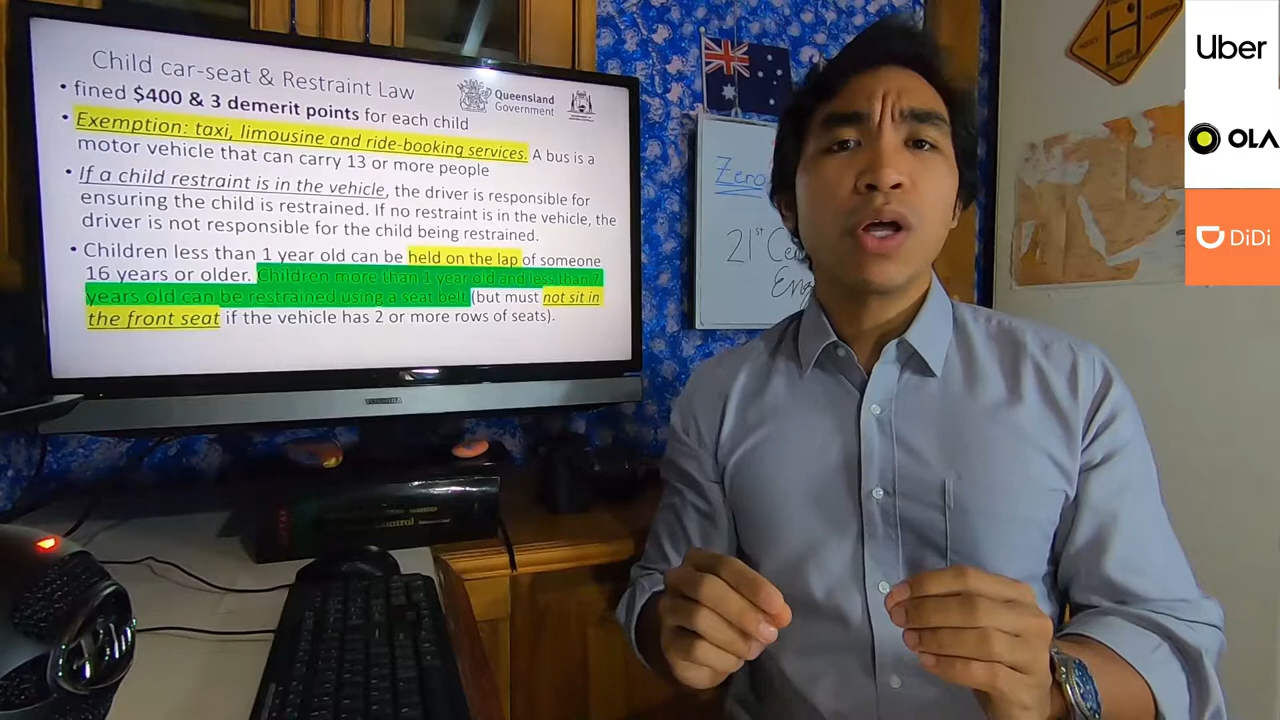 Child car-seat & Restraint Law
Queensland
Government
• fined $400 & 3 demerit points for each child
• Exemption: taxi, limousine and ride-booking services. A bus is a
motor vehicle that can carry 13 or more people
• If a child restraint is in the vehicle, the driver is responsible for
ensuring the child is restrained. If no restraint is in the vehicle, the
driver is not responsible for the child being restrained.
• Children less than 1 year old can be held on the lap of someone
16 years or older. Children more than 1 year old and less than 7
years old can be restrained using a seat belt (but must not sit in
the front seat if the vehicle has 2 or more rows of seats).
TOSHIBA
Zero
21st Cen
Eng
Control
Uber
OLA
DiDi